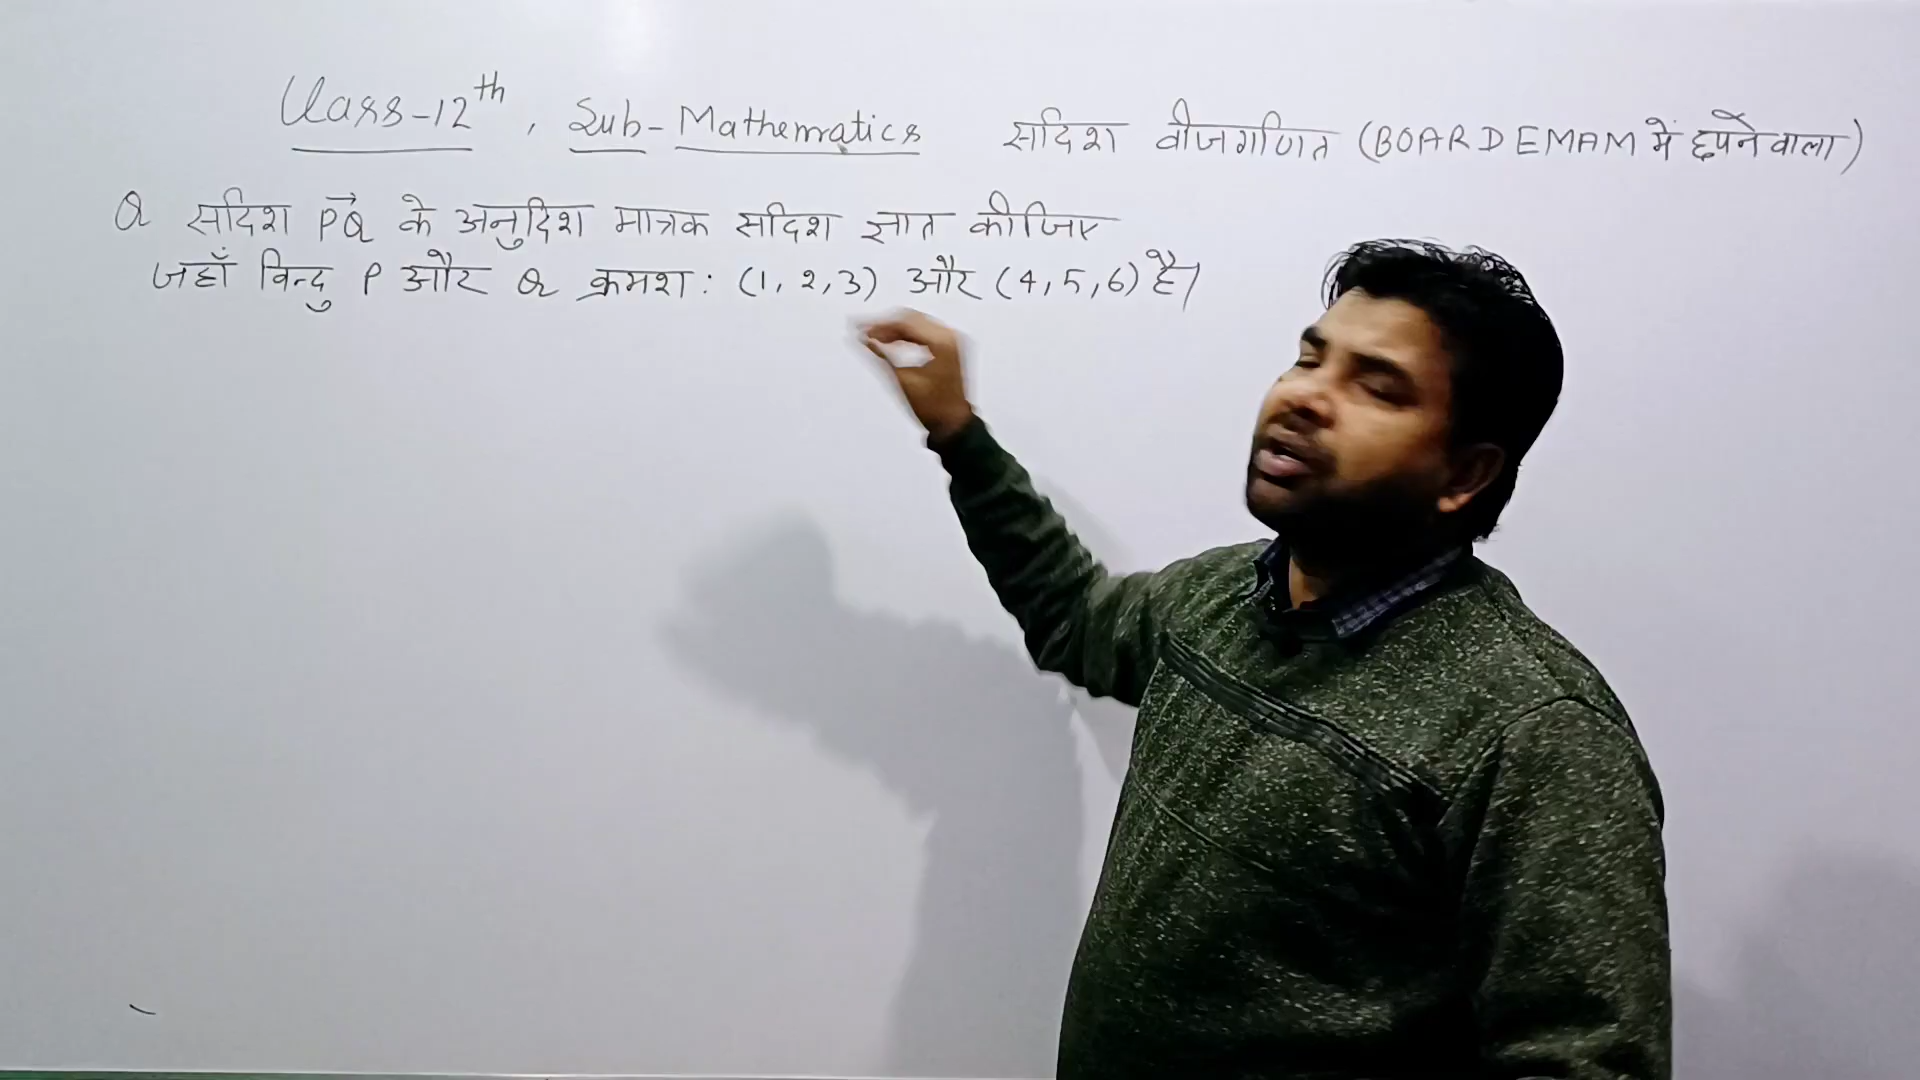 Class-12th, Sub-Mathematics सदिश बीजगणित (BOARD EMAM में छपने वाला)
Q सदिश PQ⃗ के अनुदिश मात्रक सदिश ज्ञात कीजिए
जहाँ बिन्दु P और Q क्रमश: (1, 2, 3) और (4, 5, 6) है।